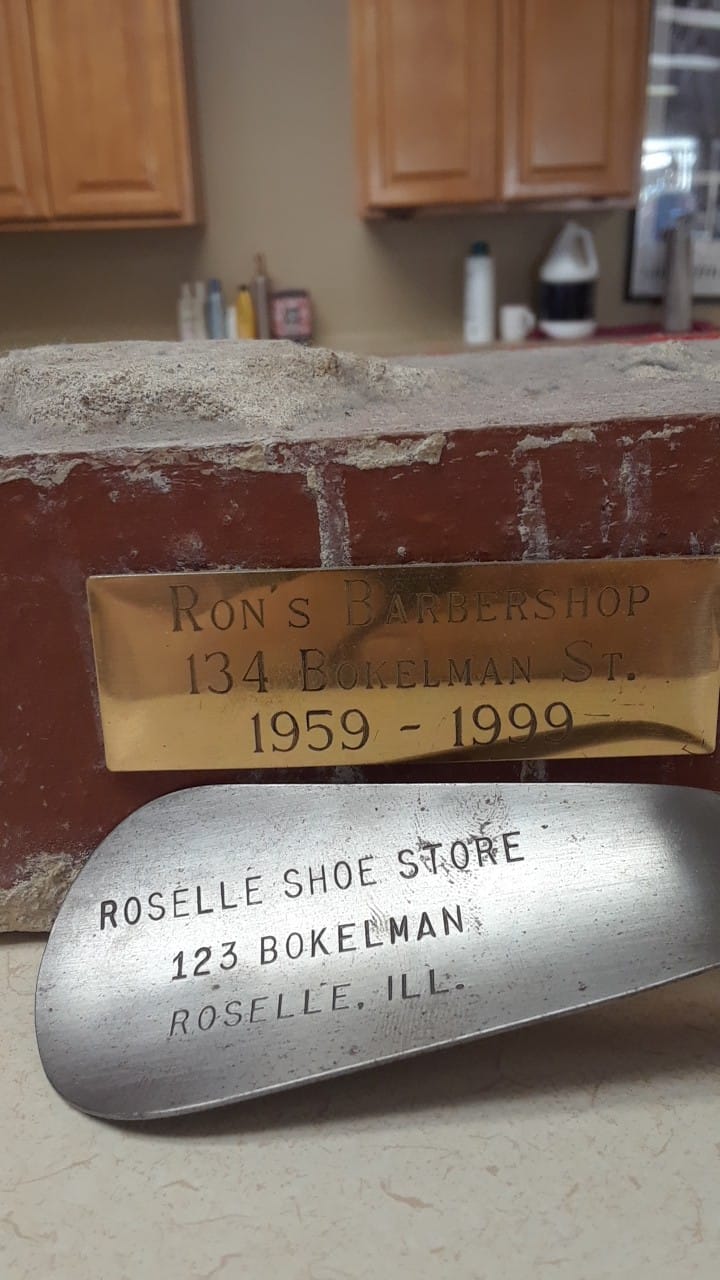 RON'S BARBERSHOP
134 BOKELMAN ST.
1959 - 1999
ROSELLE SHOE STORE
123 BOKELMAN
ROSELLE, ILL.